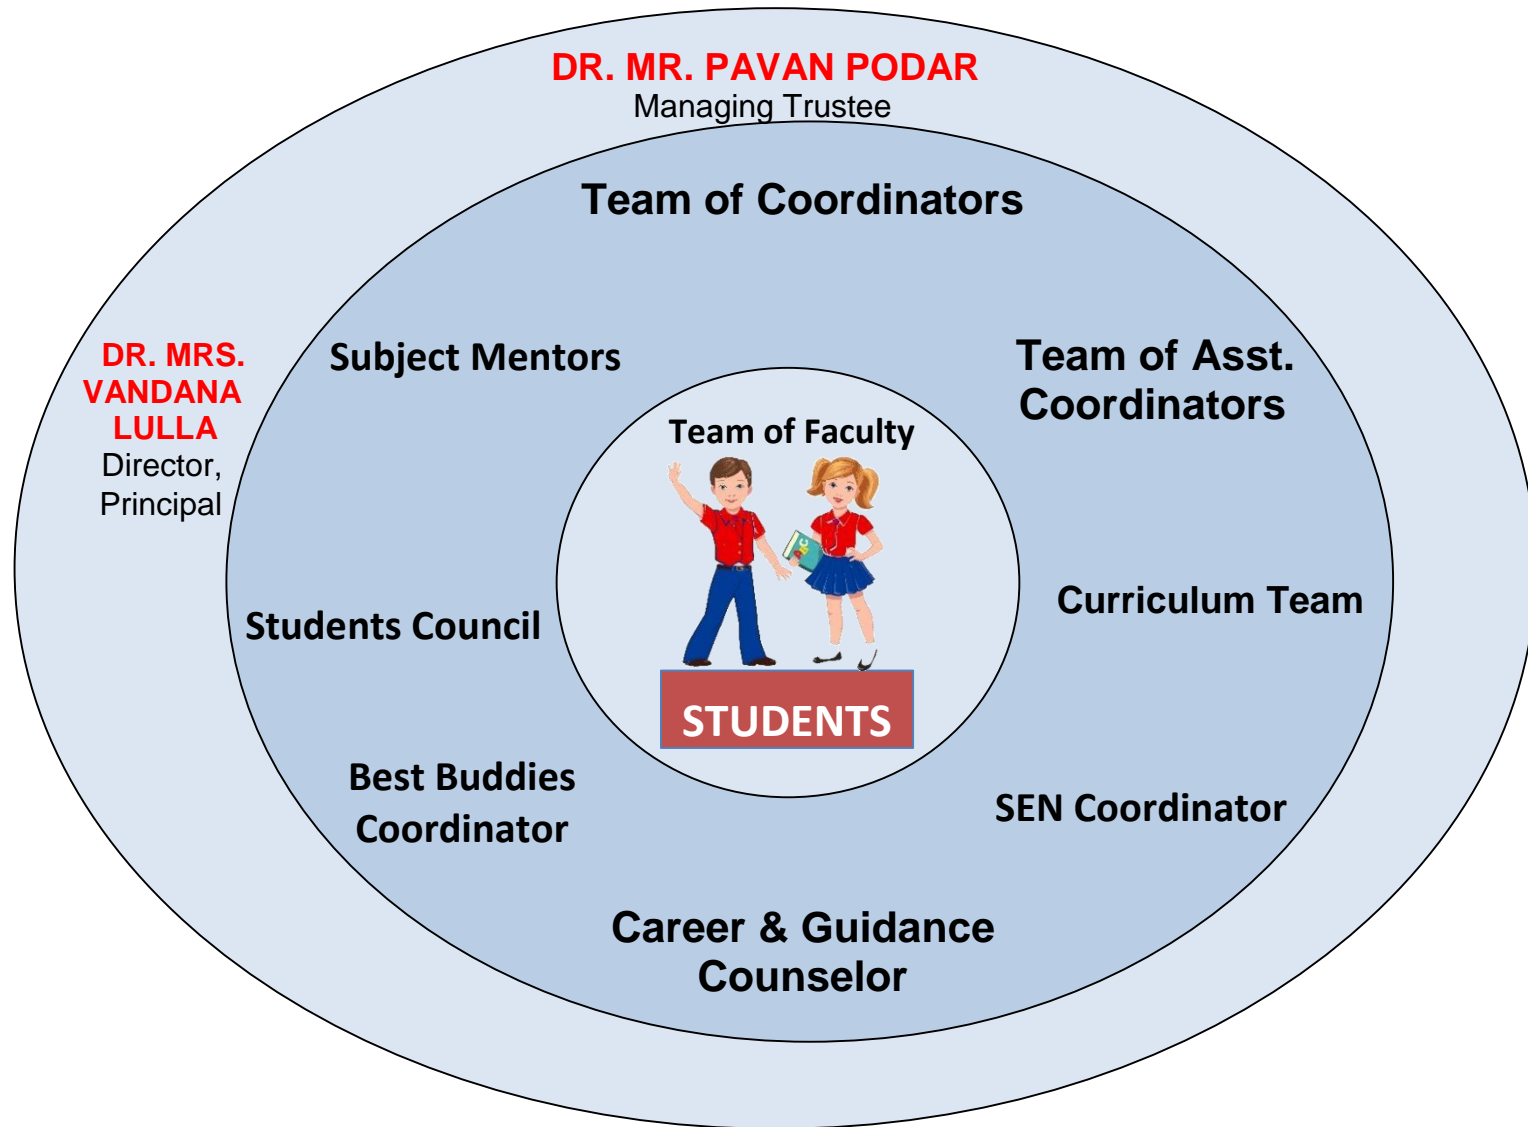 DR. MR. PAVAN PODAR
Managing Trustee
Team of Coordinators
DR. MRS.
VANDANA
LULLA
Director,
Principal
Subject Mentors
Team of Asst.
Coordinators
Team of Faculty
ABC
STUDENTS
Students Council
Curriculum Team
Best Buddies
Coordinator
SEN Coordinator
Career & Guidance
Counselor